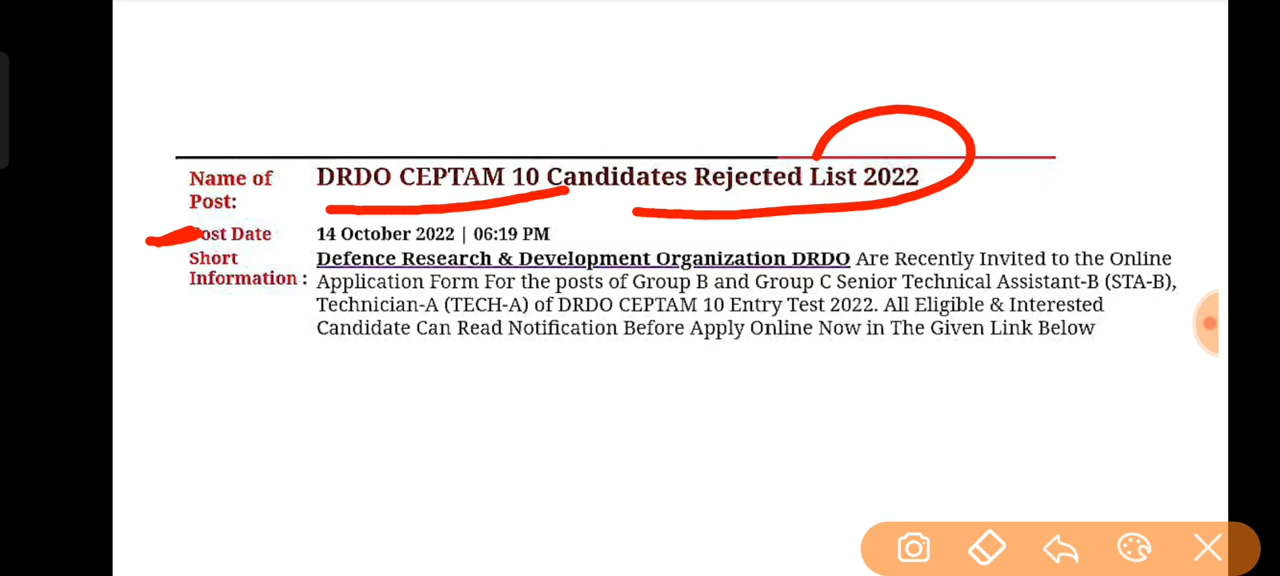 Name of
Post:
DRDO CEPTAM 10 Candidates Rejected List 2022
Post Date
14 October 2022 | 06:19 PM
Short
Information :
Defence Research & Development Organization DRDO Are Recently Invited to the Online
Application Form For the posts of Group B and Group C Senior Technical Assistant-B (STA-B),
Technician-A (TECH-A) of DRDO CEPTAM 10 Entry Test 2022. All Eligible & Interested
Candidate Can Read Notification Before Apply Online Now in The Given Link Below